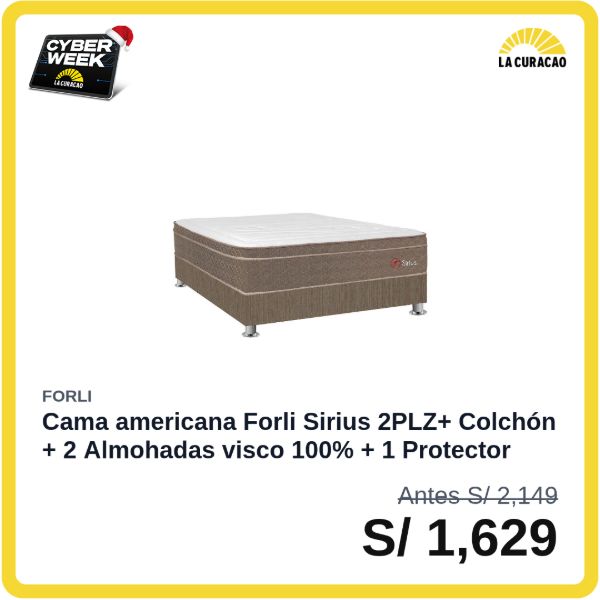 CYBER
WEEK
LA CURACAO
LA CURACAO
Sirius
FORLI
Cama americana Forli Sirius 2PLZ+ Colchón
+ 2 Almohadas visco 100% + 1 Protector
Antes S/ 2,149
S/ 1,629